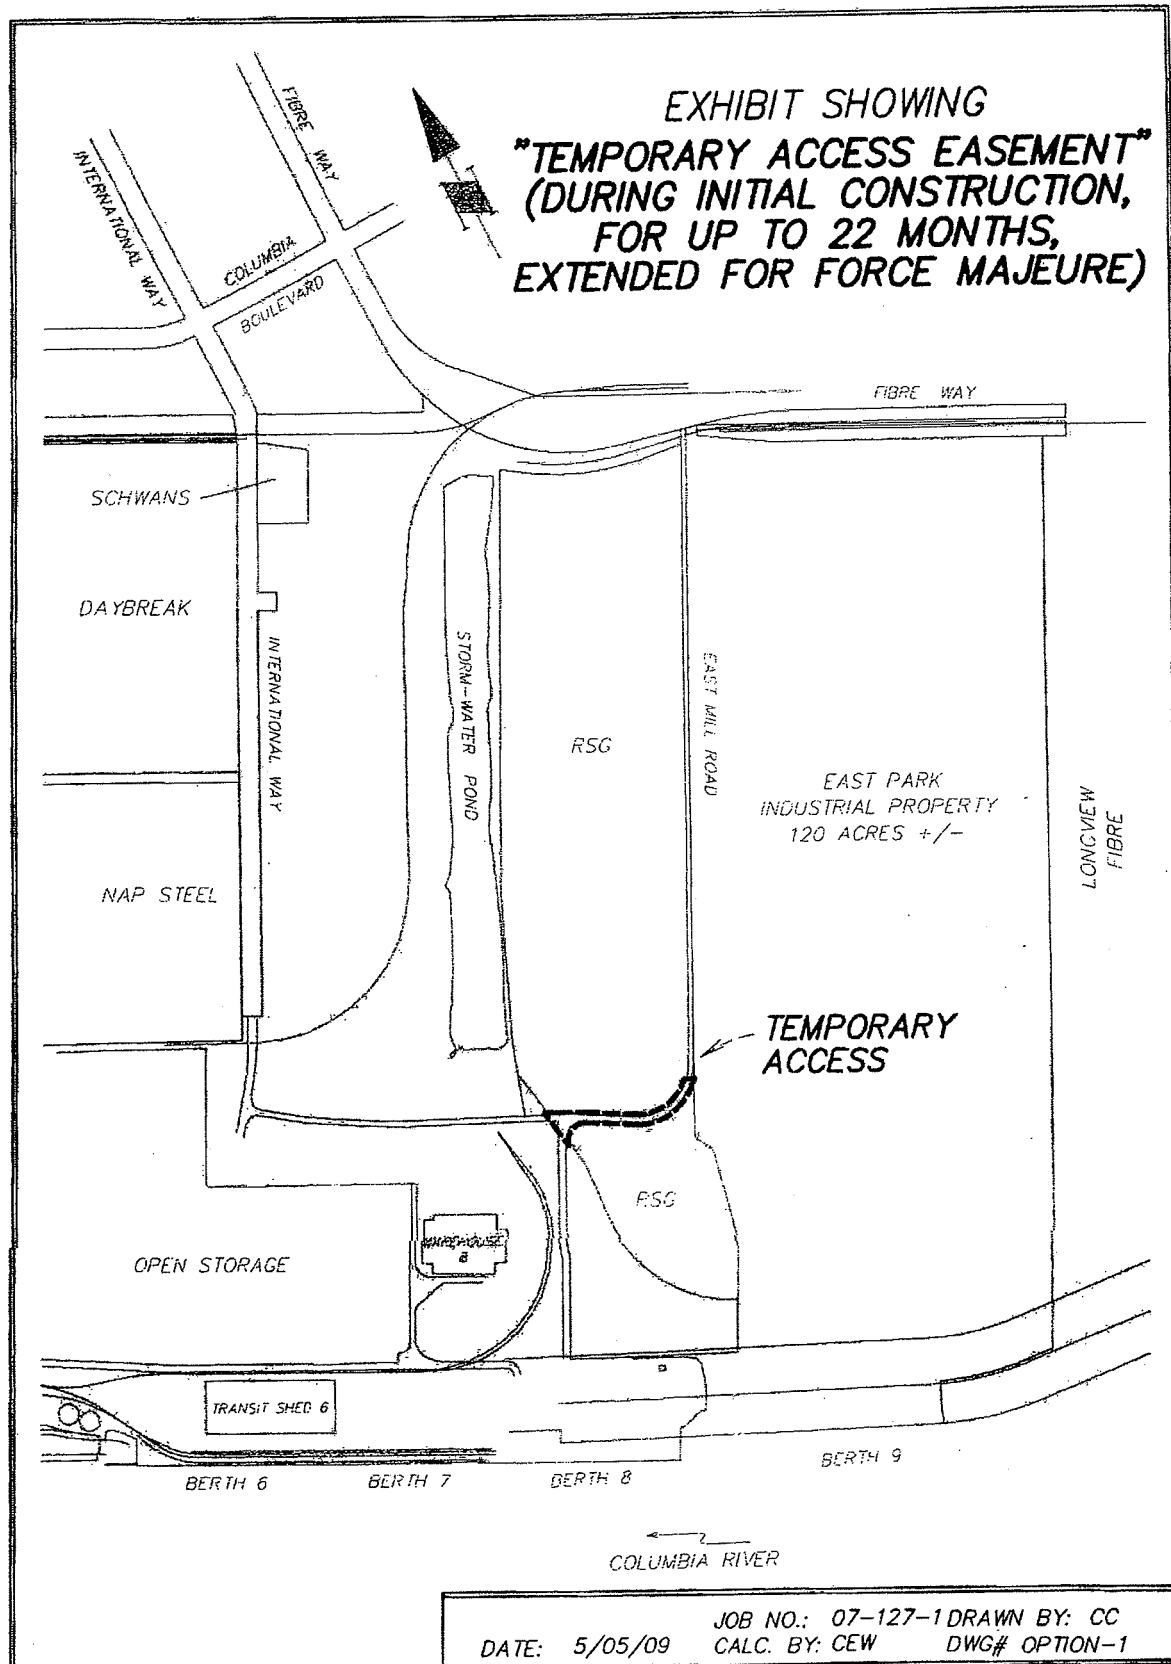 EXHIBIT SHOWING
"TEMPORARY ACCESS EASEMENT"
(DURING INITIAL CONSTRUCTION,
FOR UP TO 22 MONTHS,
EXTENDED FOR FORCE MAJEURE)
FIBRE WAY
INTERNATIONAL WAY
COLUMBIA
BOULEVARD
FIBRE WAY
SCHWANS
DAYBREAK
INTERNATIONAL WAY
STORM-WATER POND
RSG
EAST MILL ROAD
EAST PARK
INDUSTRIAL PROPERTY
120 ACRES +/-
LONGVIEW
FIBRE
NAP STEEL
TEMPORARY
ACCESS
RSG
WAREHOUSE
8
OPEN STORAGE
TRANSIT SHED 6
BERTH 6
BERTH 7
BERTH 8
BERTH 9
COLUMBIA RIVER
JOB NO.: 07-127-1 DRAWN BY: CC
DATE: 5/05/09 CALC. BY: CEW DWG# OPTION-1